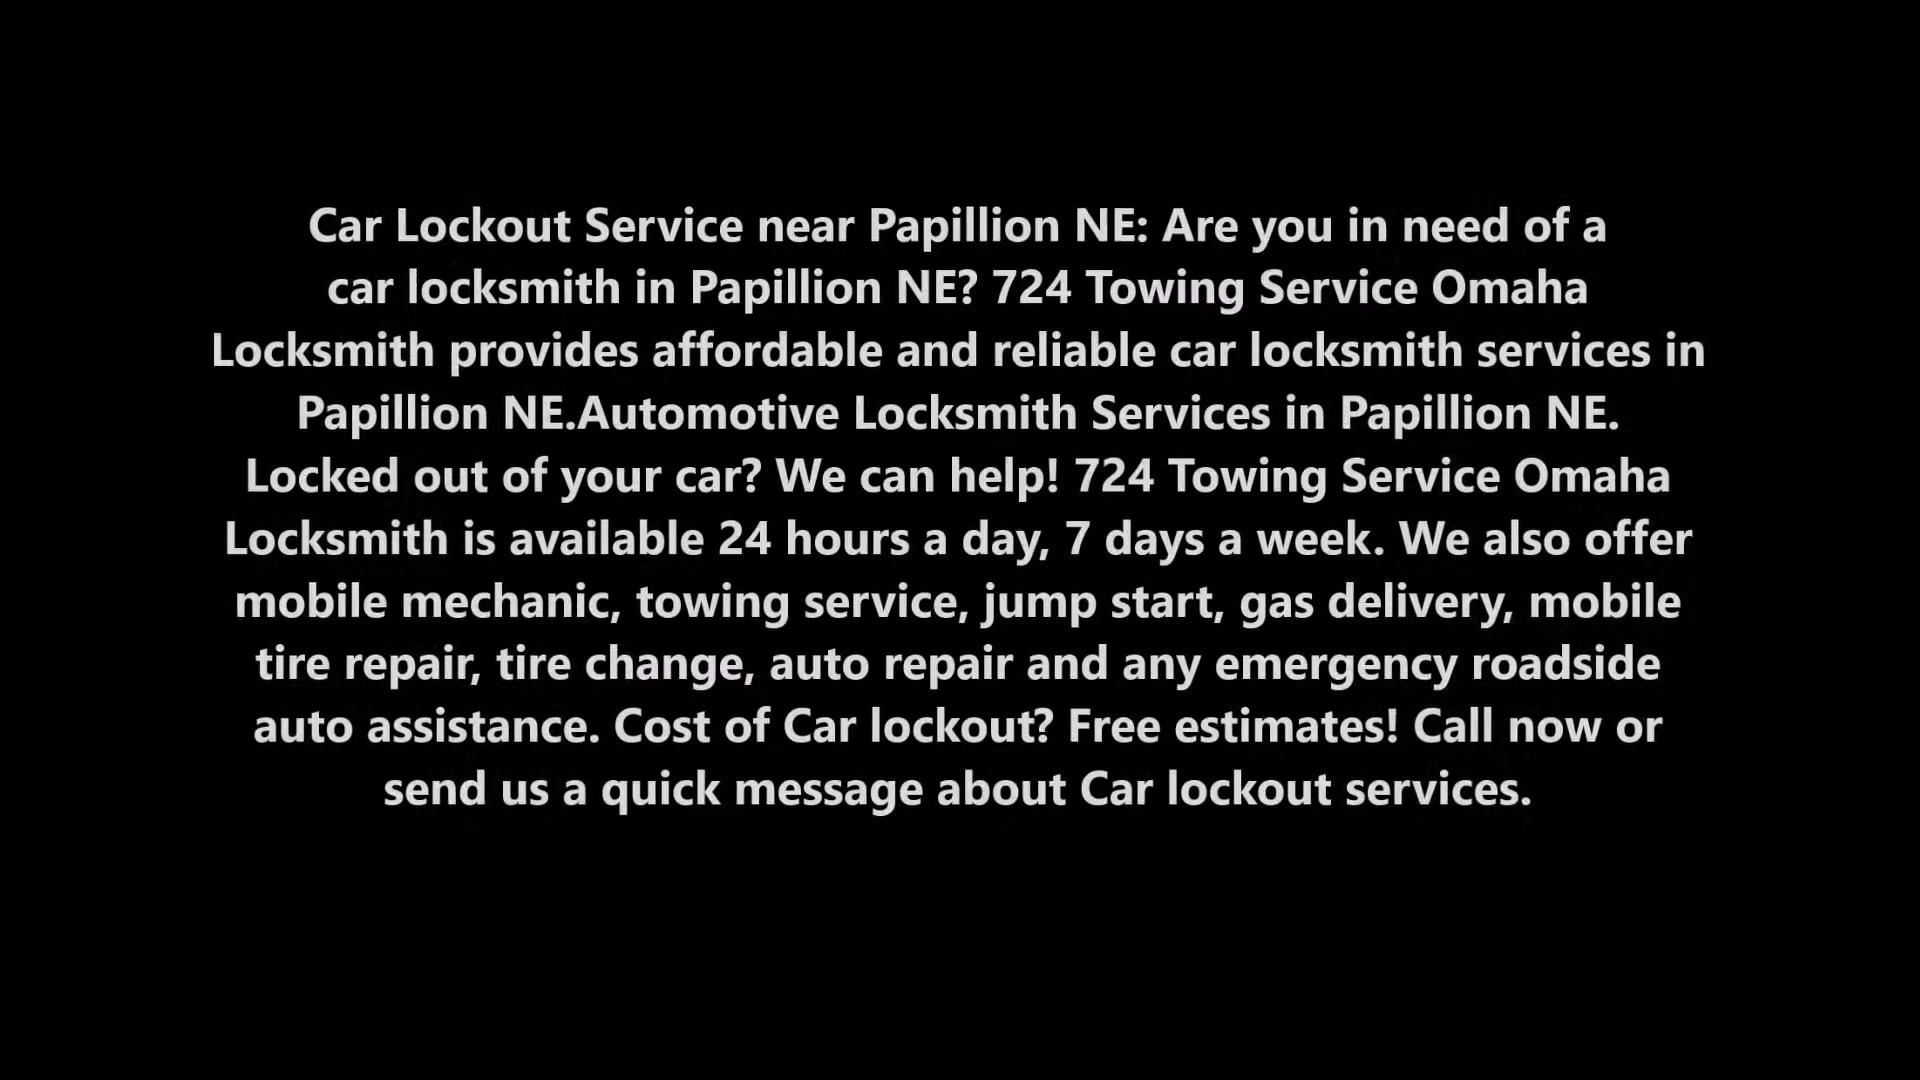 Car Lockout Service near Papillion NE: Are you in need of a
car locksmith in Papillion NE? 724 Towing Service Omaha
Locksmith provides affordable and reliable car locksmith services in
Papillion NE.Automotive Locksmith Services in Papillion NE.
Locked out of your car? We can help! 724 Towing Service Omaha
Locksmith is available 24 hours a day, 7 days a week. We also offer
mobile mechanic, towing service, jump start, gas delivery, mobile
tire repair, tire change, auto repair and any emergency roadside
auto assistance. Cost of Car lockout? Free estimates! Call now or
send us a quick message about Car lockout services.